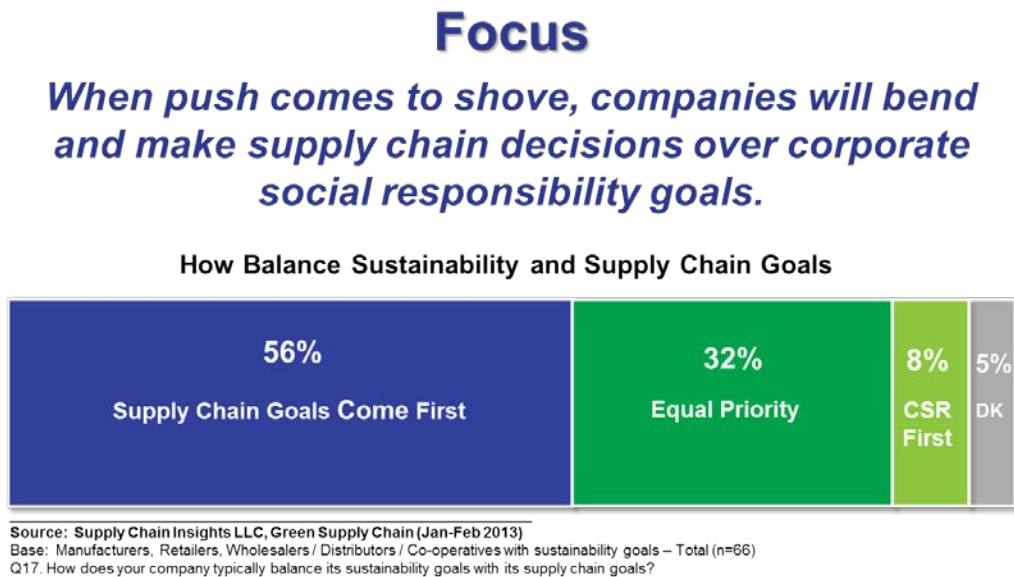 Focus
When push comes to shove, companies will bend
and make supply chain decisions over corporate
social responsibility goals.
How Balance Sustainability and Supply Chain Goals
56%
Supply Chain Goals Come First
32%
Equal Priority
8%
CSR
First
5%
DK
Source: Supply Chain Insights LLC, Green Supply Chain (Jan-Feb 2013)
Base: Manufacturers, Retailers, Wholesalers / Distributors / Co-operatives with sustainability goals – Total (n=66)
Q17. How does your company typically balance its sustainability goals with its supply chain goals?